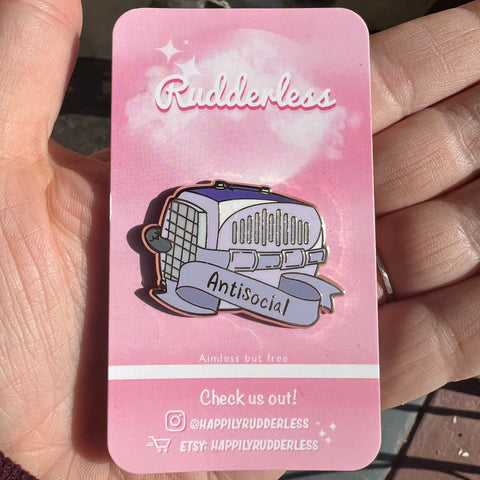 Rudderless
Antisocial
Aimless but free
Check us out!
@HAPPILYRUDDERLESS
ETSY: HAPPILYRUDDERLESS